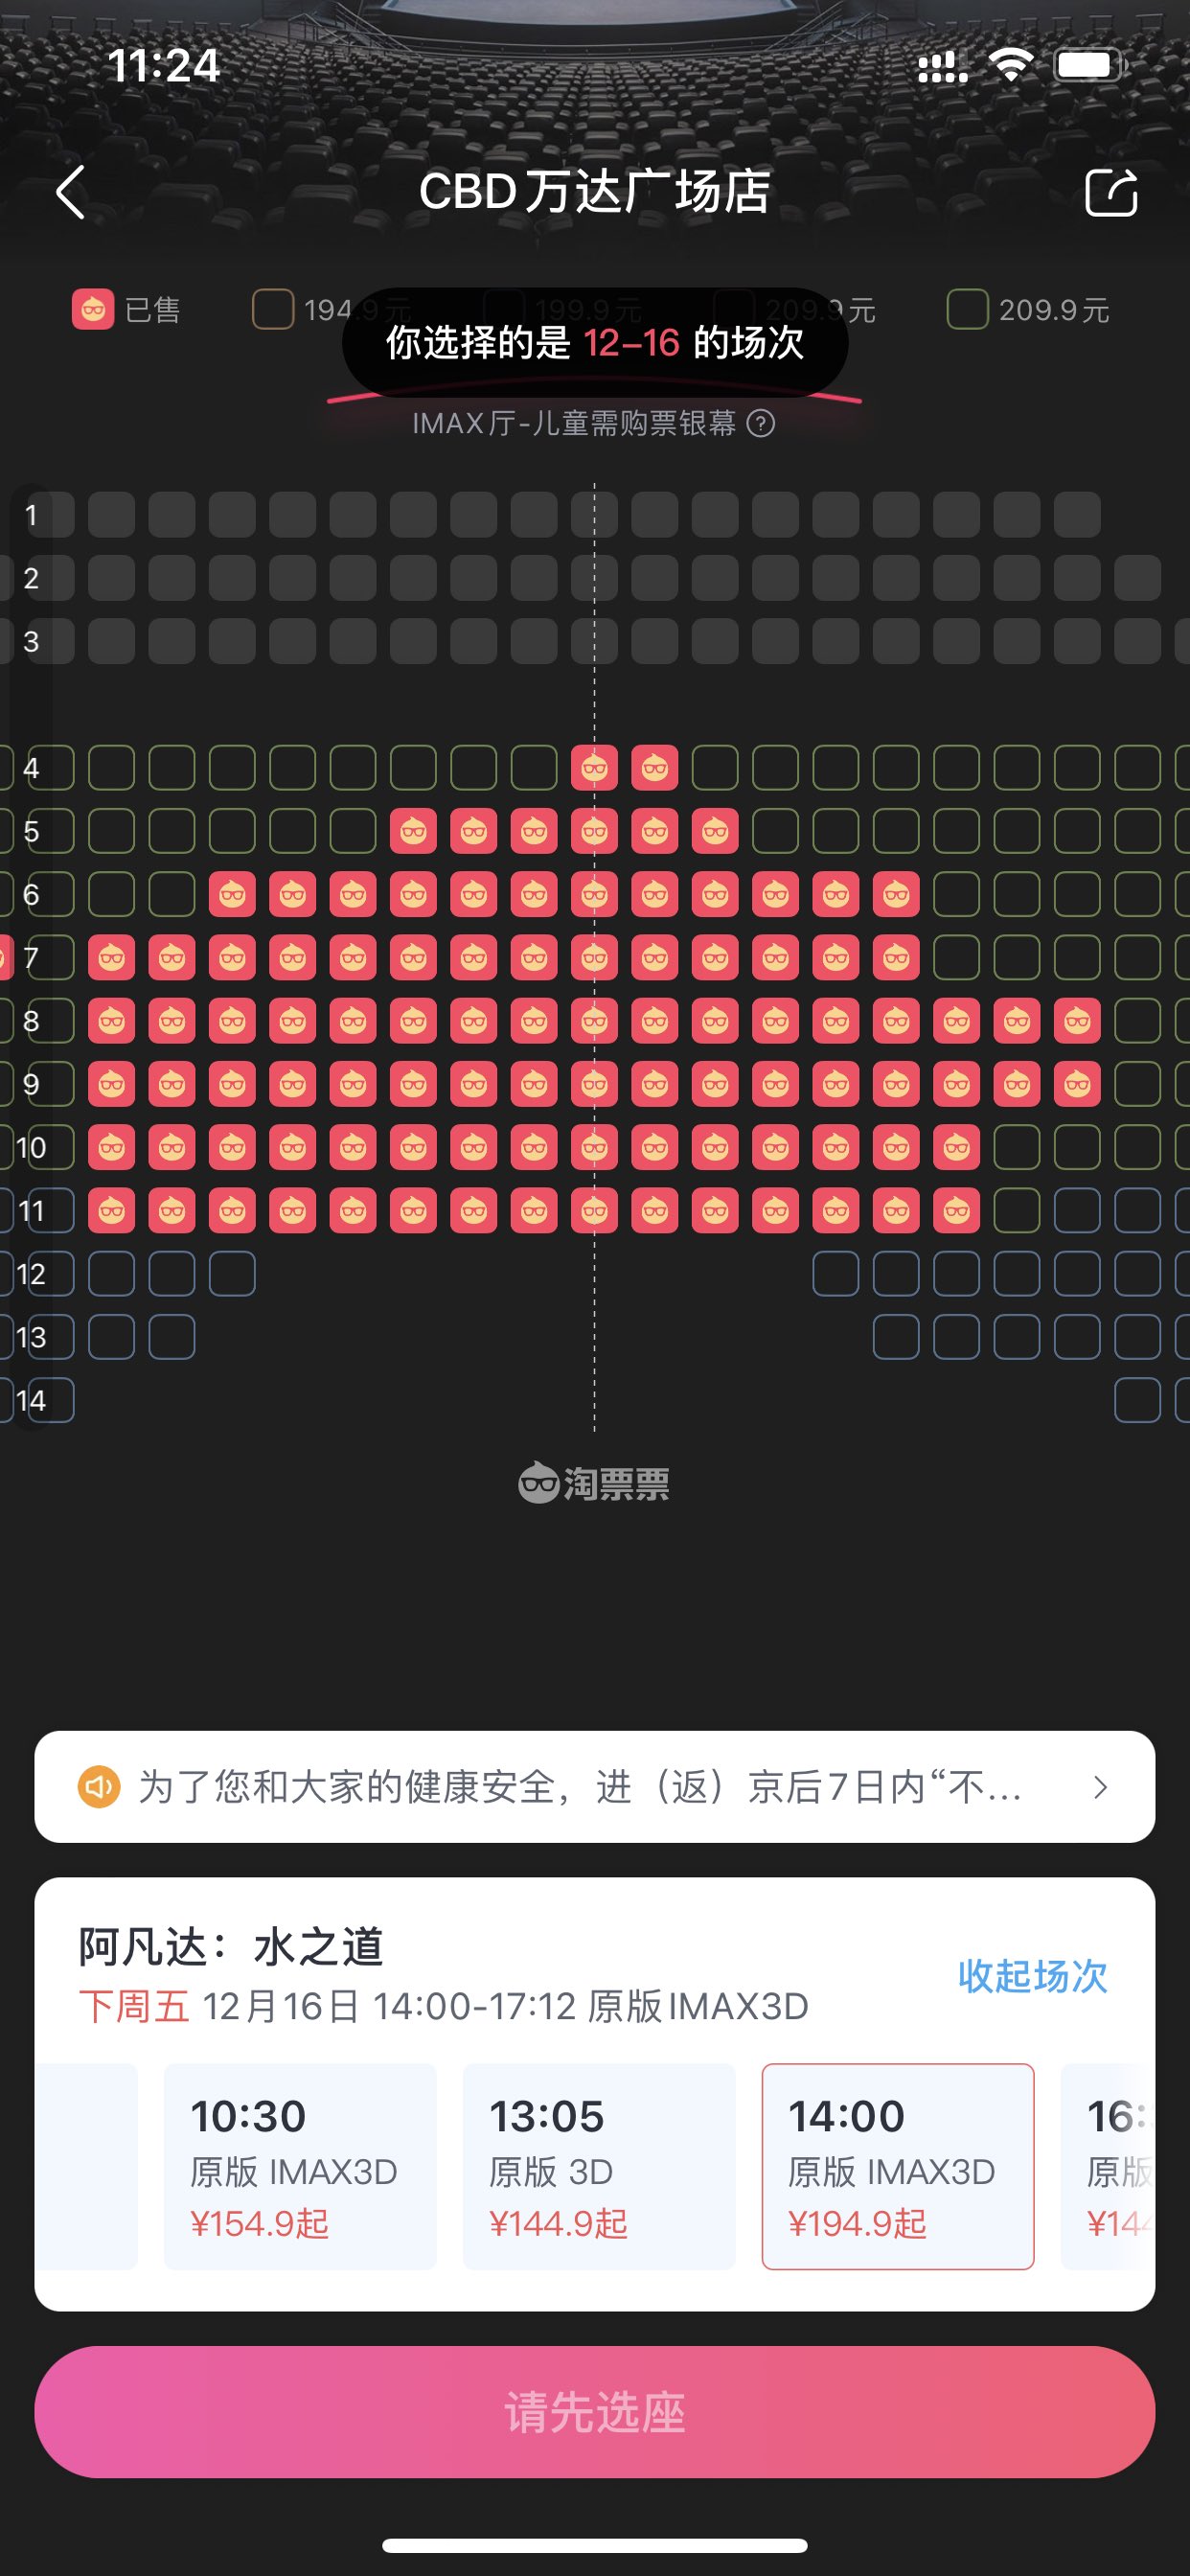 11:24
CBD万达广场店
已售 194.9元 199.9元 209.9元 209.9元
你选择的是 12-16 的场次
IMAX厅-儿童需购票银幕 ?
1
2
3
4
5
6
7
8
9
10
11
12
13
14
淘票票
为了您和大家的健康安全，进（返）京后7日内“不...
阿凡达：水之道
收起场次
下周五 12月16日 14:00-17:12 原版IMAX3D
10:30 13:05 14:00 16:
原版 IMAX3D 原版 3D 原版 IMAX3D 原版
¥154.9起 ¥144.9起 ¥194.9起 ¥144
请先选座